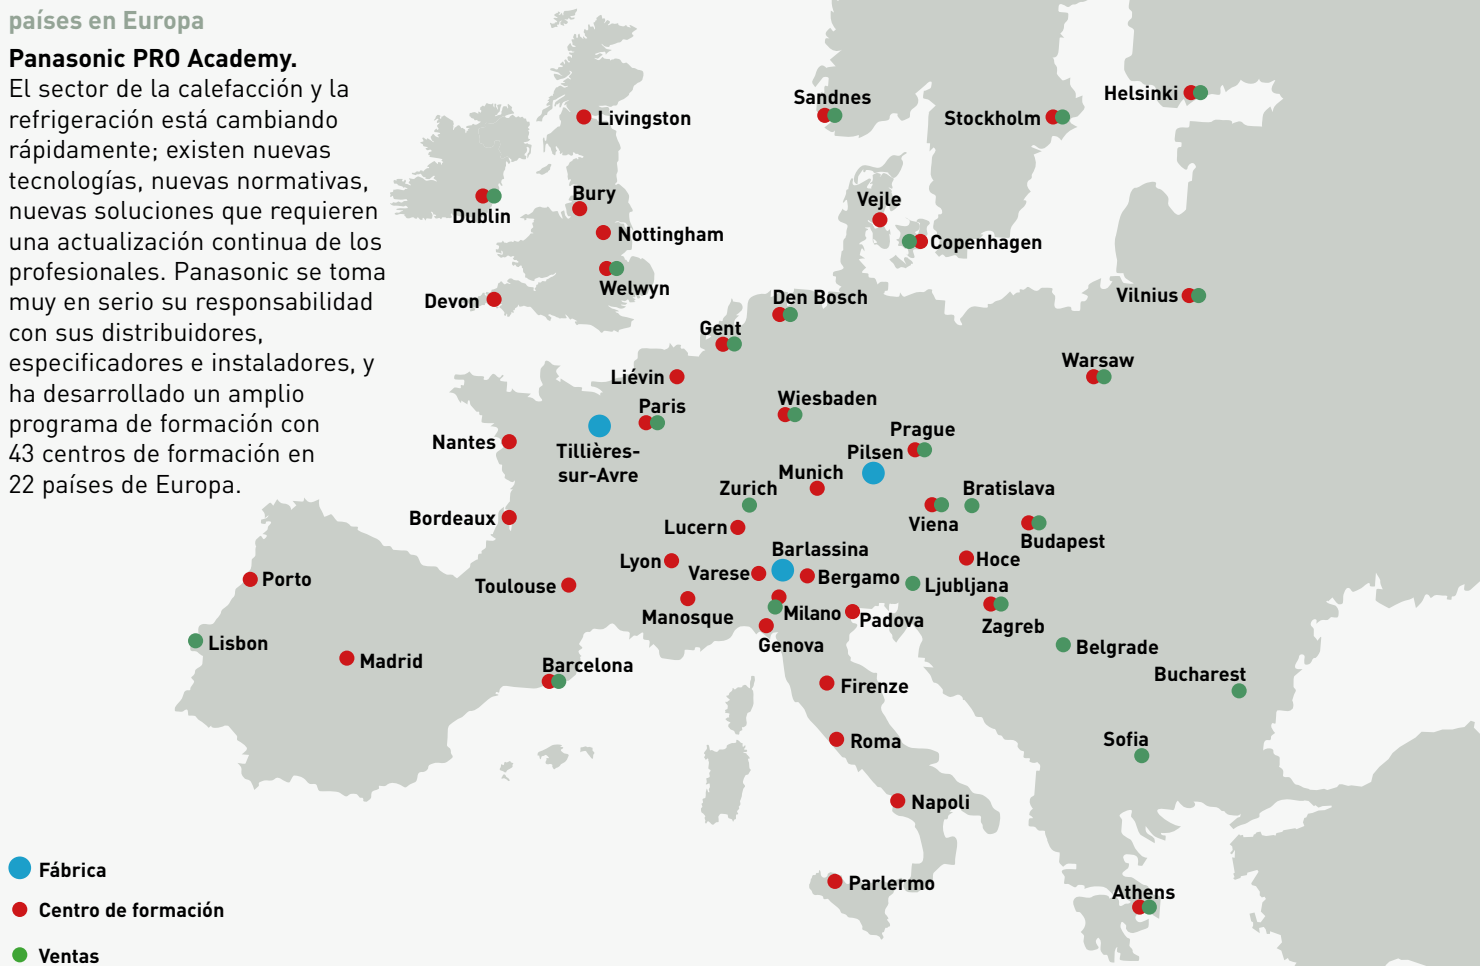 países en Europa
Panasonic PRO Academy.
El sector de la calefacción y la
refrigeración está cambiando
rápidamente; existen nuevas
tecnologías, nuevas normativas,
nuevas soluciones que requieren
una actualización continua de los
profesionales. Panasonic se toma
muy en serio su responsabilidad
con sus distribuidores,
especificadores e instaladores, y
ha desarrollado un amplio
programa de formación con
43 centros de formación en
22 países de Europa.
Helsinki
Sandnes
Stockholm
Livingston
Bury
Vejle
Dublin
Nottingham
Copenhagen
Welwyn
Devon
Den Bosch
Vilnius
Gent
Warsaw
Liévin
Wiesbaden
Paris
Prague
Nantes
Tillières-
sur-Avre
Pilsen
Munich
Zurich
Bratislava
Bordeaux
Lucern
Viena
Budapest
Barlassina
Lyon
Hoce
Varese
Bergamo
Porto
Toulouse
Ljubljana
Manosque
Milano
Padova
Zagreb
Lisbon
Genova
Belgrade
Madrid
Barcelona
Bucharest
Firenze
Roma
Sofia
Napoli
Parlermo
Athens
Fábrica
Centro de formación
Ventas